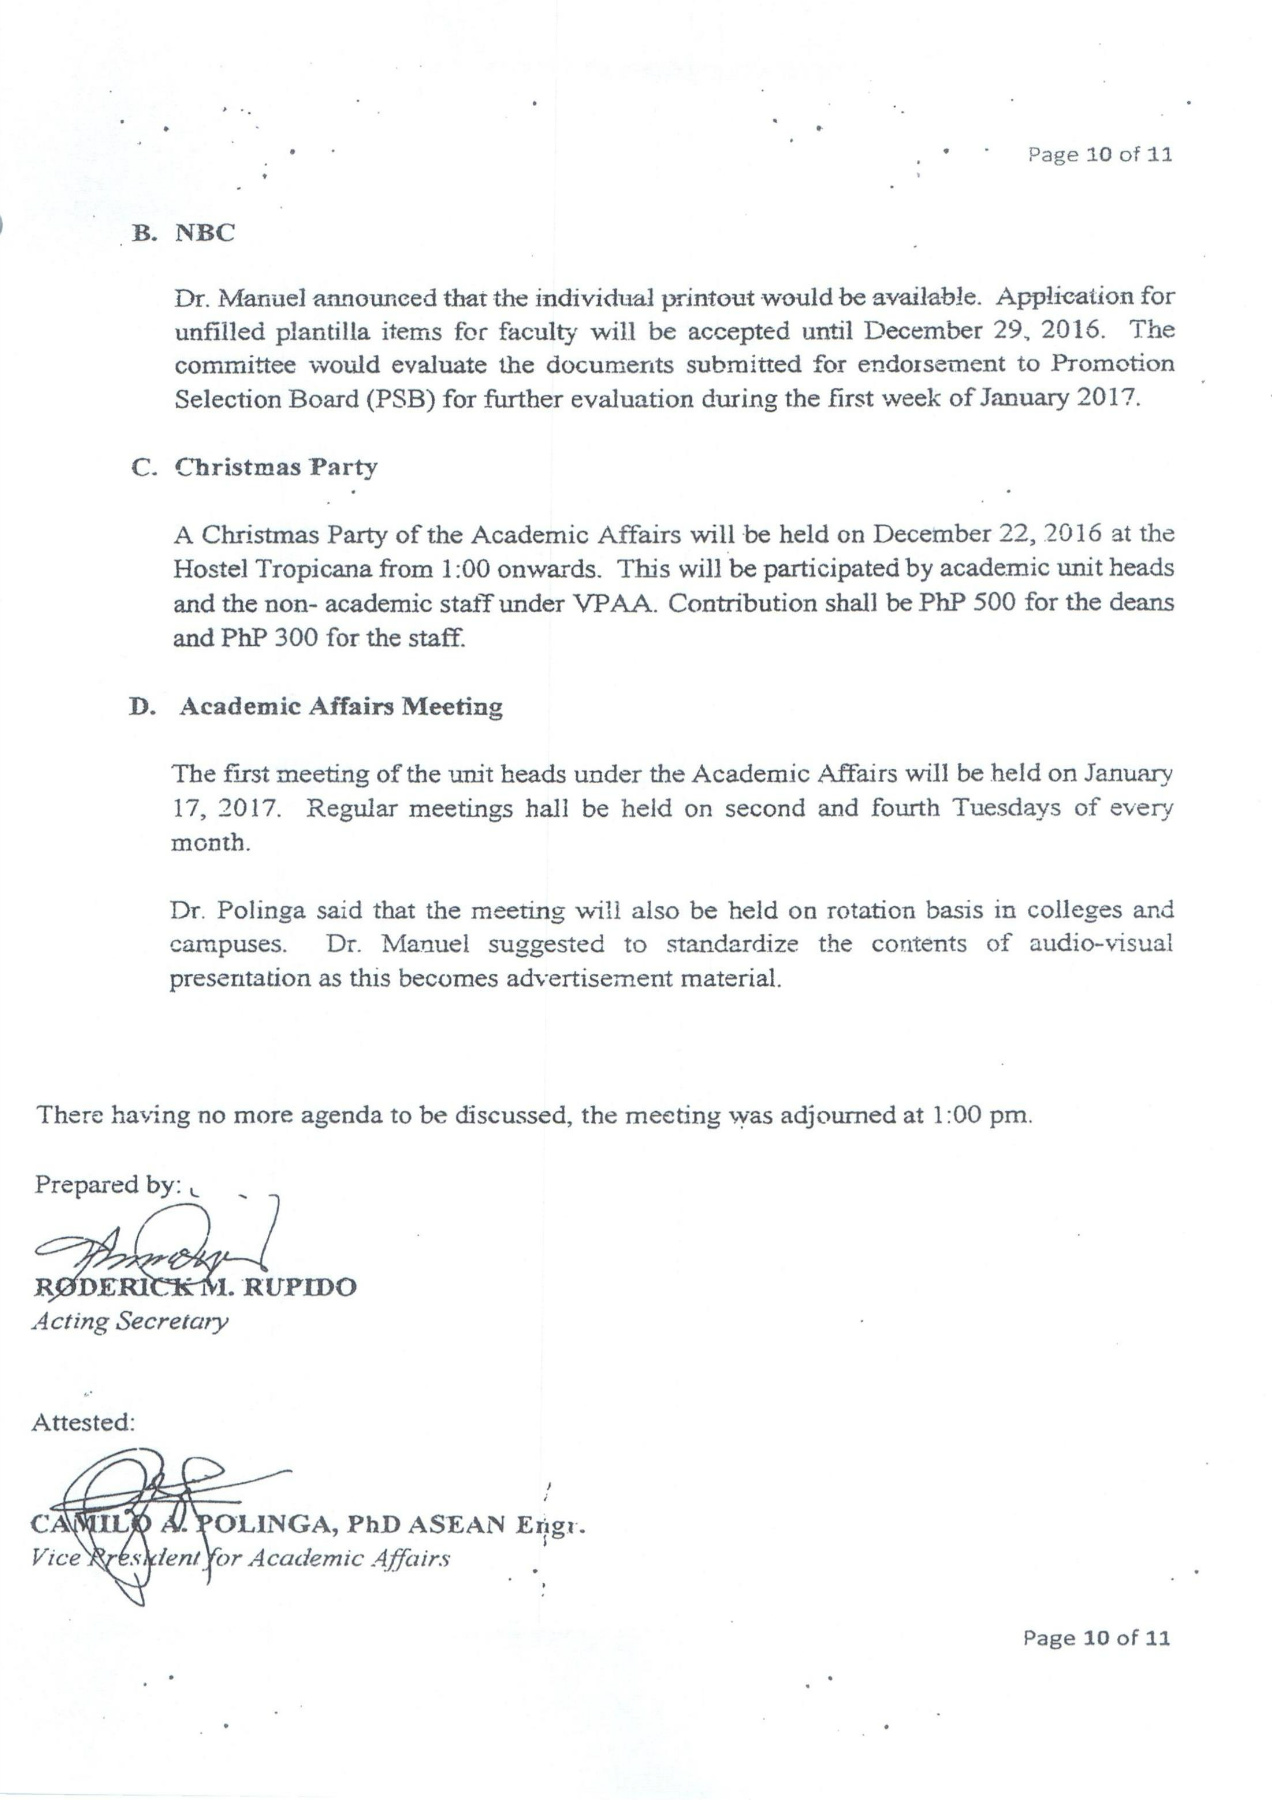 Page 10 of 11
B. NBC
Dr. Manuel announced that the individual printout would be available. Application for
unfilled plantilla items for faculty will be accepted until December 29, 2016. The
committee would evaluate the documents submitted for endorsement to Promotion
Selection Board (PSB) for further evaluation during the first week of January 2017.
C. Christmas Party
A Christmas Party of the Academic Affairs will be held on December 22, 2016 at the
Hostel Tropicana from 1:00 onwards. This will be participated by academic unit heads
and the non- academic staff under VPAA. Contribution shall be PhP 500 for the deans
and PhP 300 for the staff.
D. Academic Affairs Meeting
The first meeting of the unit heads under the Academic Affairs will be held on January
17, 2017. Regular meetings hall be held on second and fourth Tuesdays of every
month.
Dr. Polinga said that the meeting will also be held on rotation basis in colleges and
campuses. Dr. Manuel suggested to standardize the contents of audio-visual
presentation as this becomes advertisement material.
There having no more agenda to be discussed, the meeting was adjourned at 1:00 pm.
Prepared by:
RODERICK M. RUPIDO
Acting Secretary
Attested:
CAMILO A. POLINGA, PhD ASEAN Engr.
Vice President for Academic Affairs
Page 10 of 11